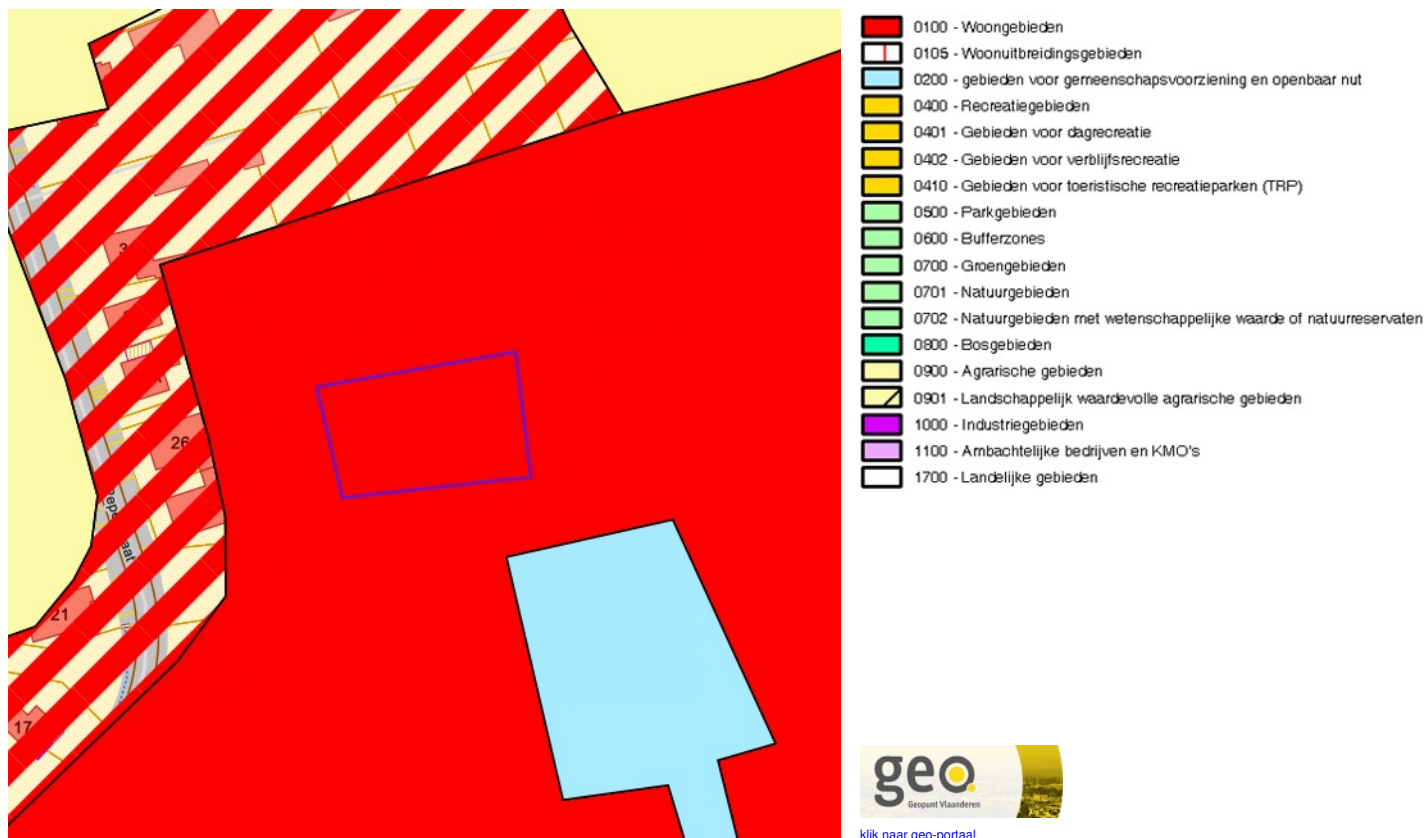 26
21
17
0100 - Woongebieden
0105 - Woonuitbreidingsgebieden
0200 - gebieden voor gemeenschapsvoorziening en openbaar nut
0400 - Recreatiegebieden
0401 - Gebieden voor dagrecreatie
0402 - Gebieden voor verblijfsrecreatie
0410 - Gebieden voor toeristische recreatieparken (TRP)
0500 - Parkgebieden
0600 - Bufferzones
0700 - Groengebieden
0701 - Natuurgebieden
0702 - Natuurgebieden met wetenschappelijke waarde of natuurreservaten
0800 - Bosgebieden
0900 - Agrarische gebieden
0901 - Landschappelijk waardevolle agrarische gebieden
1000 - Industriegebieden
1100 - Ambachtelijke bedrijven en KMO's
1700 - Landelijke gebieden
geo
Geopunt Vlaanderen
klik naar geo-portaal